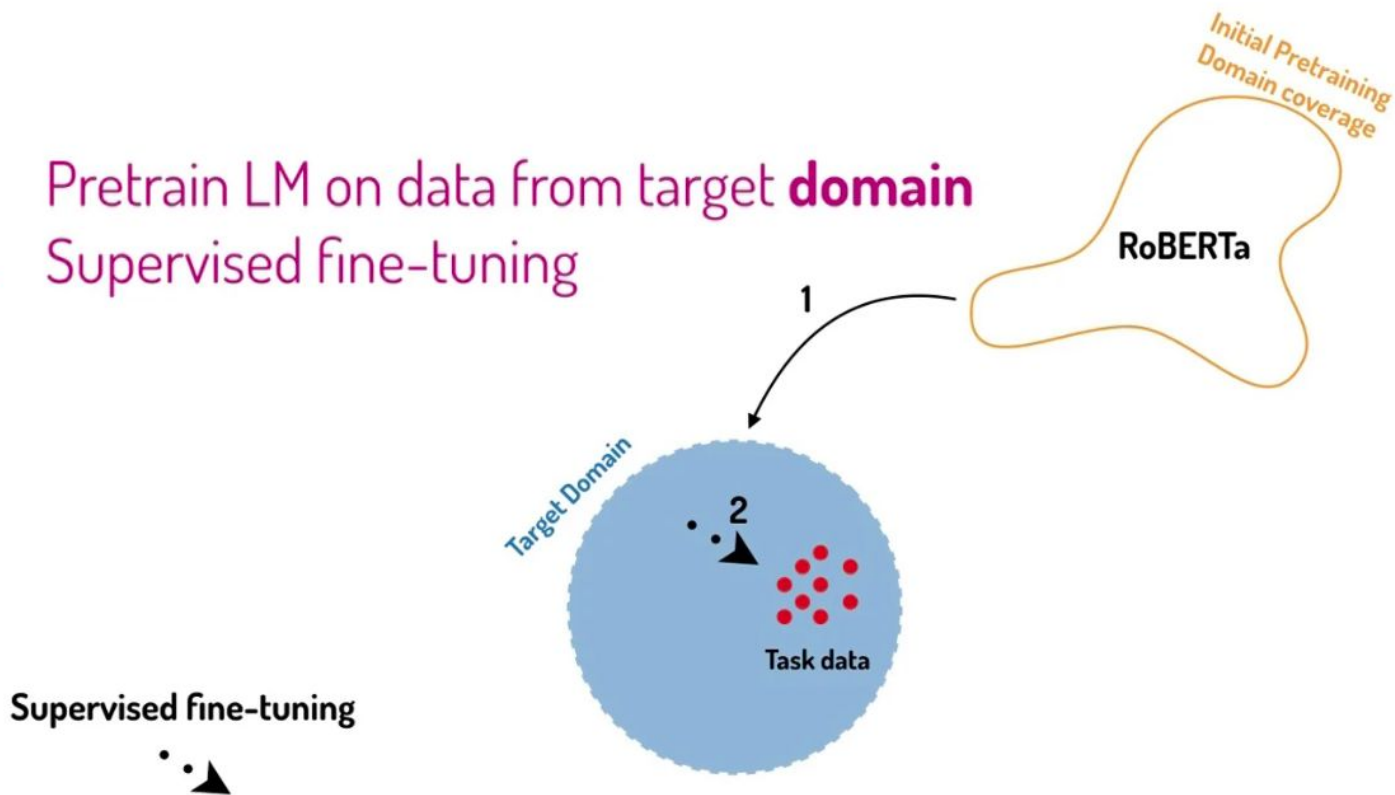 Initial Pretraining
Domain coverage
Pretrain LM on data from target domain
Supervised fine-tuning
RoBERTa
1
Target Domain
2
Task data
Supervised fine-tuning